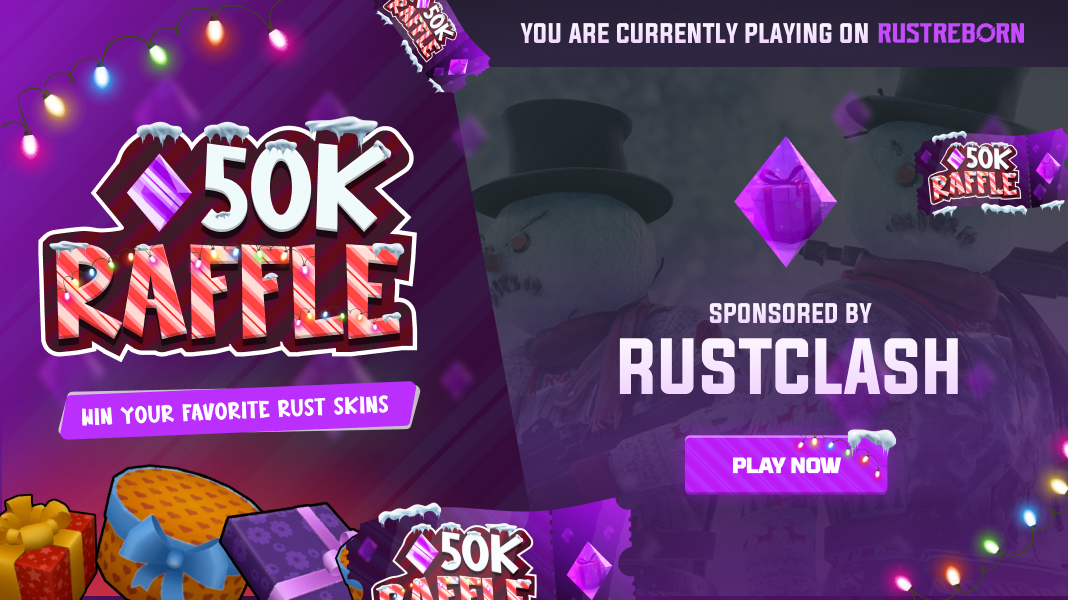 50K
RAFFLE
YOU ARE CURRENTLY PLAYING ON RUSTREBORN
50K
RAFFLE
WIN YOUR FAVORITE RUST SKINS
50K
RAFFLE
SPONSORED BY
RUSTCLASH
PLAY NOW
50K
RAFFLE